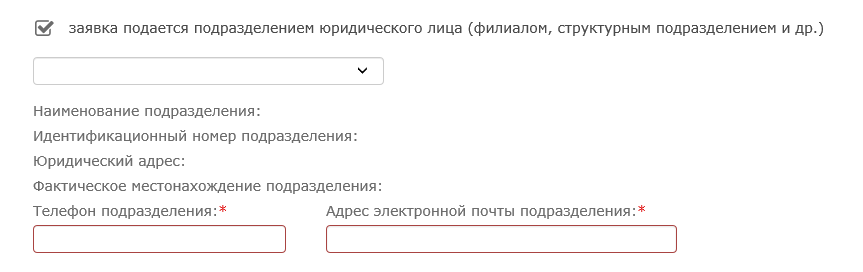 заявка подается подразделением юридического лица (филиалом, структурным подразделением и др.)
Наименование подразделения:
Идентификационный номер подразделения:
Юридический адрес:
Фактическое местонахождение подразделения:
Телефон подразделения:* Адрес электронной почты подразделения:*